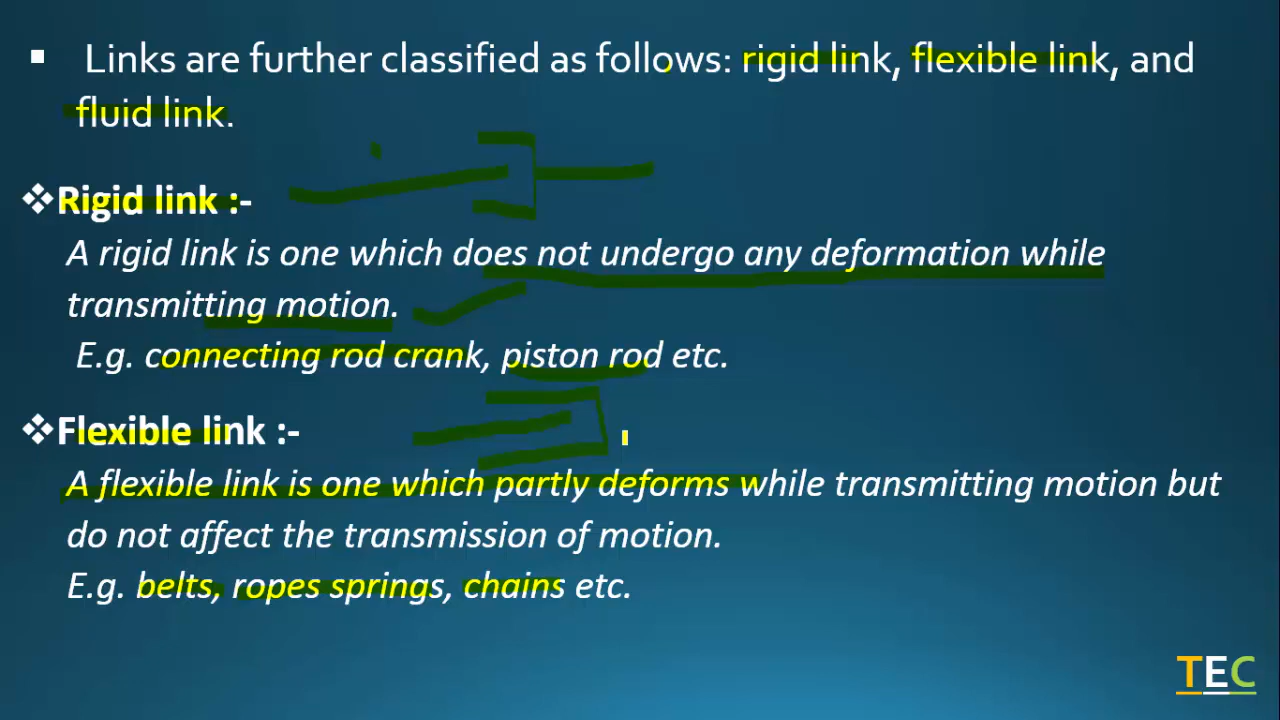 ▪ Links are further classified as follows: rigid link, flexible link, and
fluid link.
❖Rigid link :-
A rigid link is one which does not undergo any deformation while
transmitting motion.
E.g. connecting rod crank, piston rod etc.
❖Flexible link :-
A flexible link is one which partly deforms while transmitting motion but
do not affect the transmission of motion.
E.g. belts, ropes springs, chains etc.
TEC